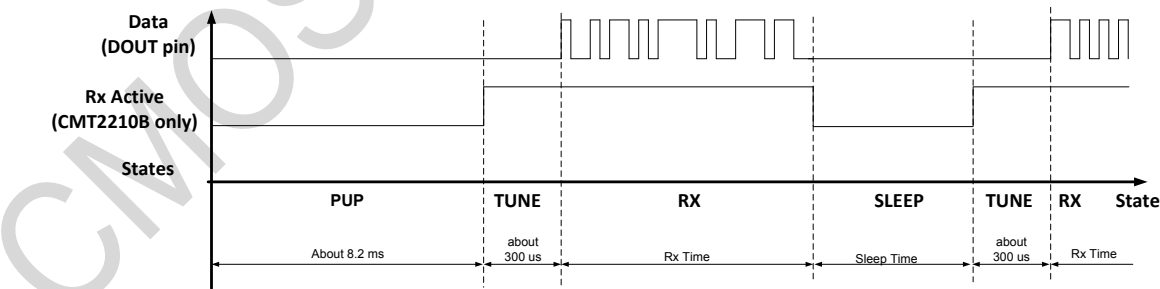 Data
(DOUT pin)
Rx Active
(CMT2210B only)
States
PUP TUNE RX SLEEP TUNE RX State
About 8.2 ms about 300 us Rx Time Sleep Time about 300 us Rx Time
CMOS